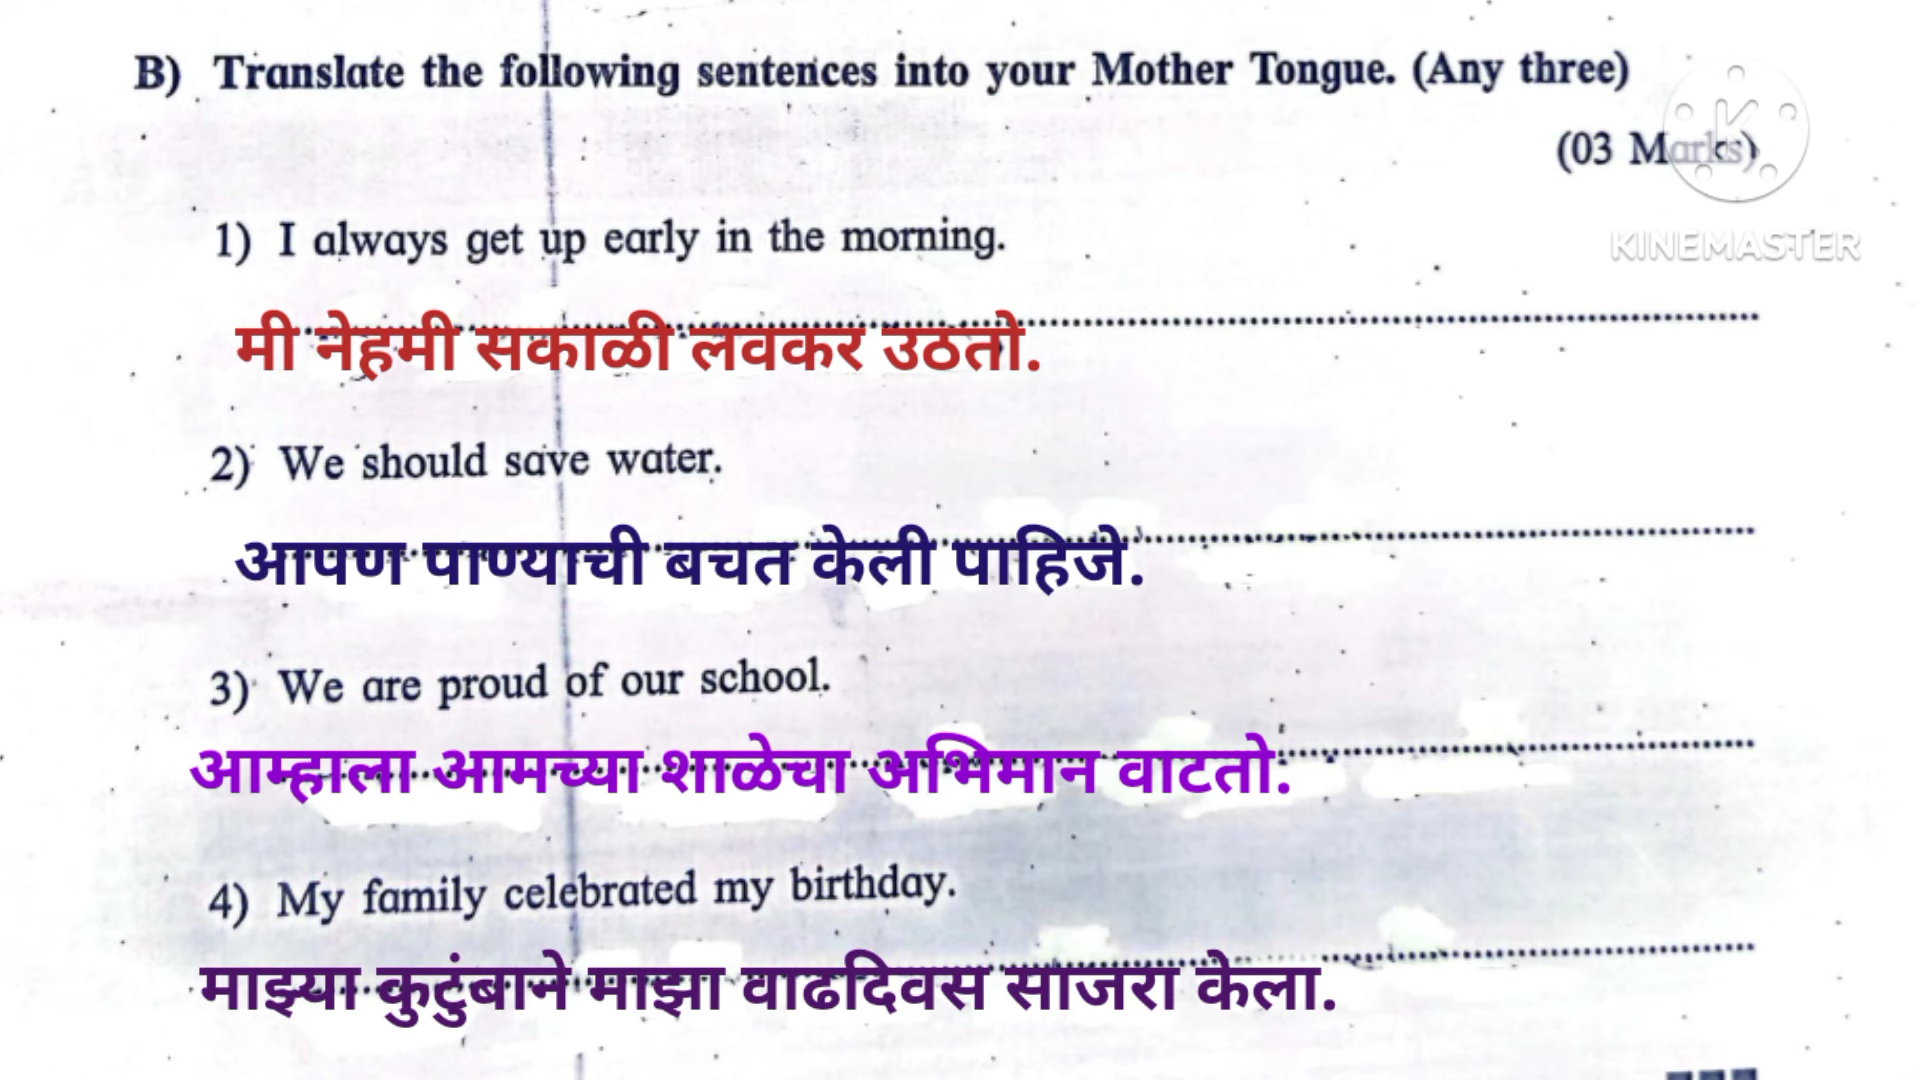 B) Translate the following sentences into your Mother Tongue. (Any three)
(03 Marks)
KINEMASTER
1) I always get up early in the morning.
मी नेहमी सकाळी लवकर उठतो.
2) We should save water.
आपण पाण्याची बचत केली पाहिजे.
3) We are proud of our school.
आम्हाला आमच्या शाळेचा अभिमान वाटतो.
4) My family celebrated my birthday.
माझ्या कुटुंबाने माझा वाढदिवस साजरा केला.